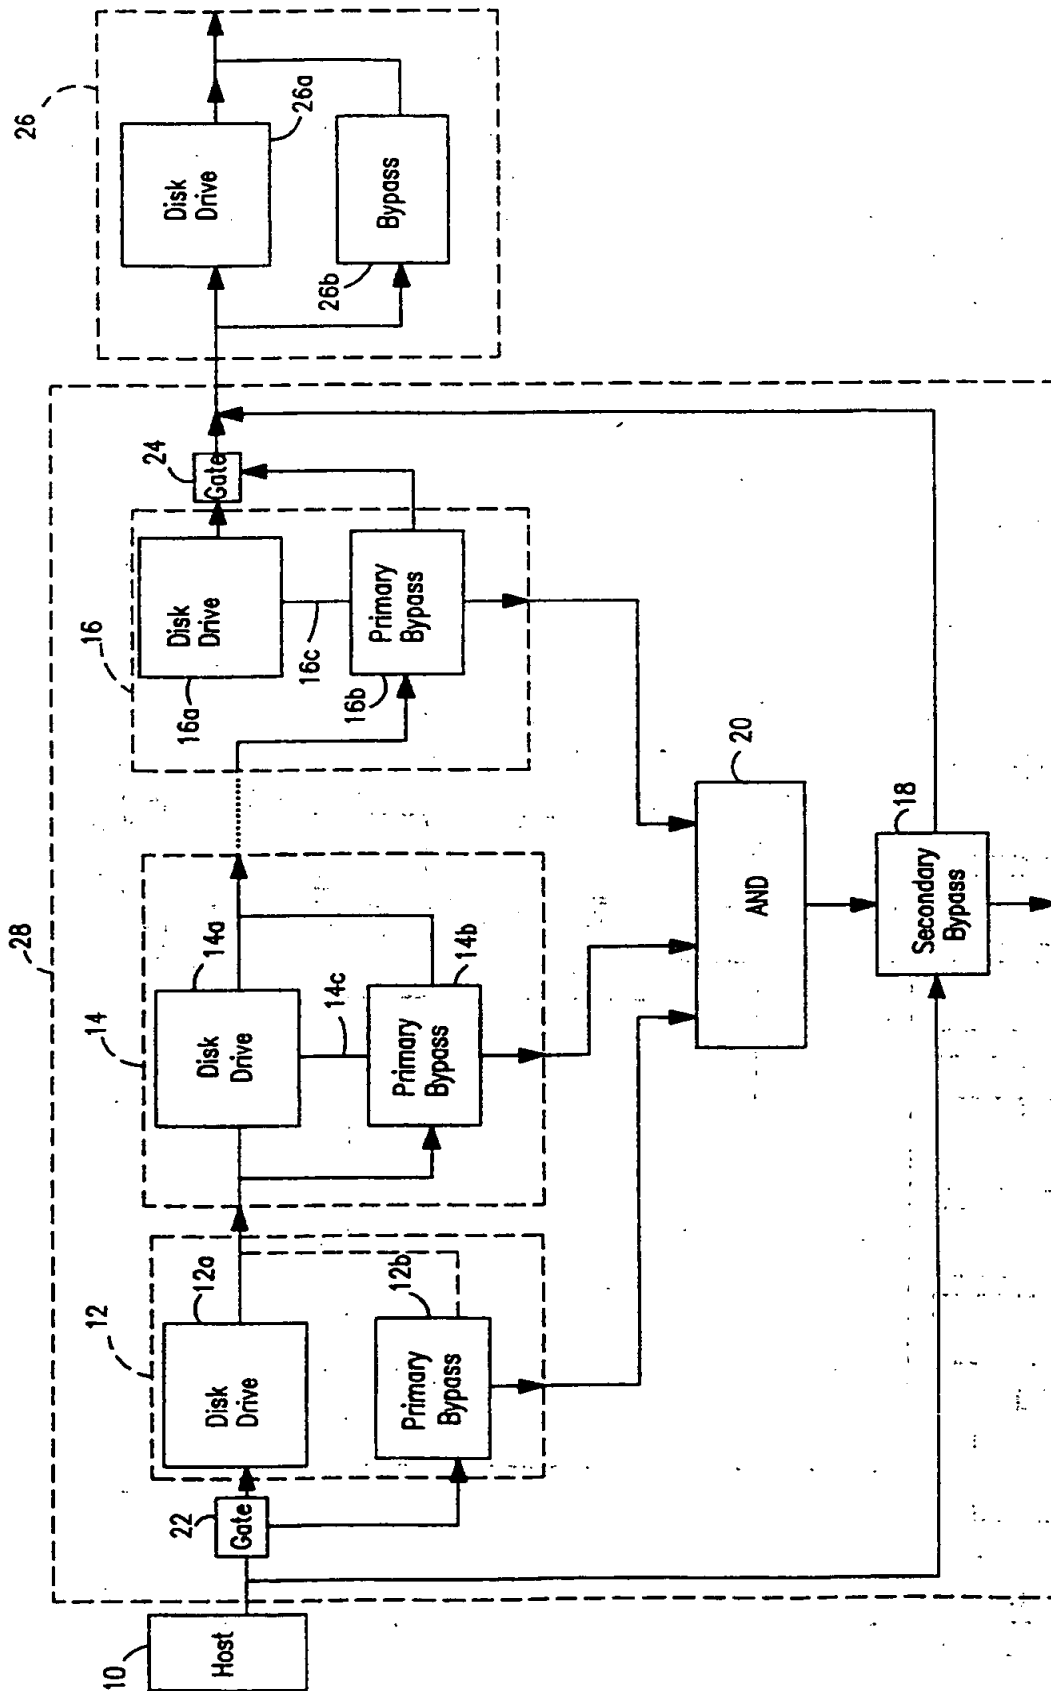 10
Host
22
Gate
28
12
12a
Disk
Drive
12b
Primary
Bypass
14
14a
Disk
Drive
14c
14b
Primary
Bypass
16
16a
Disk
Drive
16c
16b
Primary
Bypass
24
Gate
20
AND
18
Secondary
Bypass
26
26a
Disk
Drive
26b
Bypass